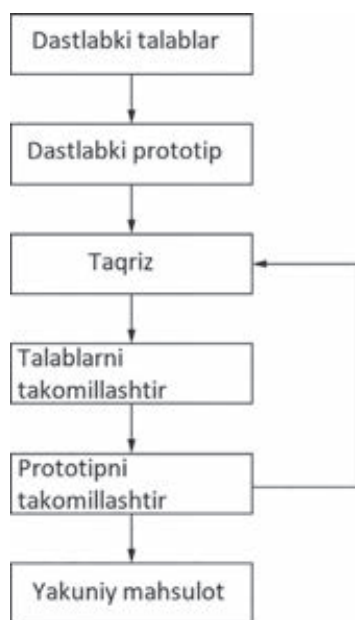 Dastlabki talablar
Dastlabki prototip
Taqriz
Talablarni
takomillashtir
Prototipni
takomillashtir
Yakuniy mahsulot